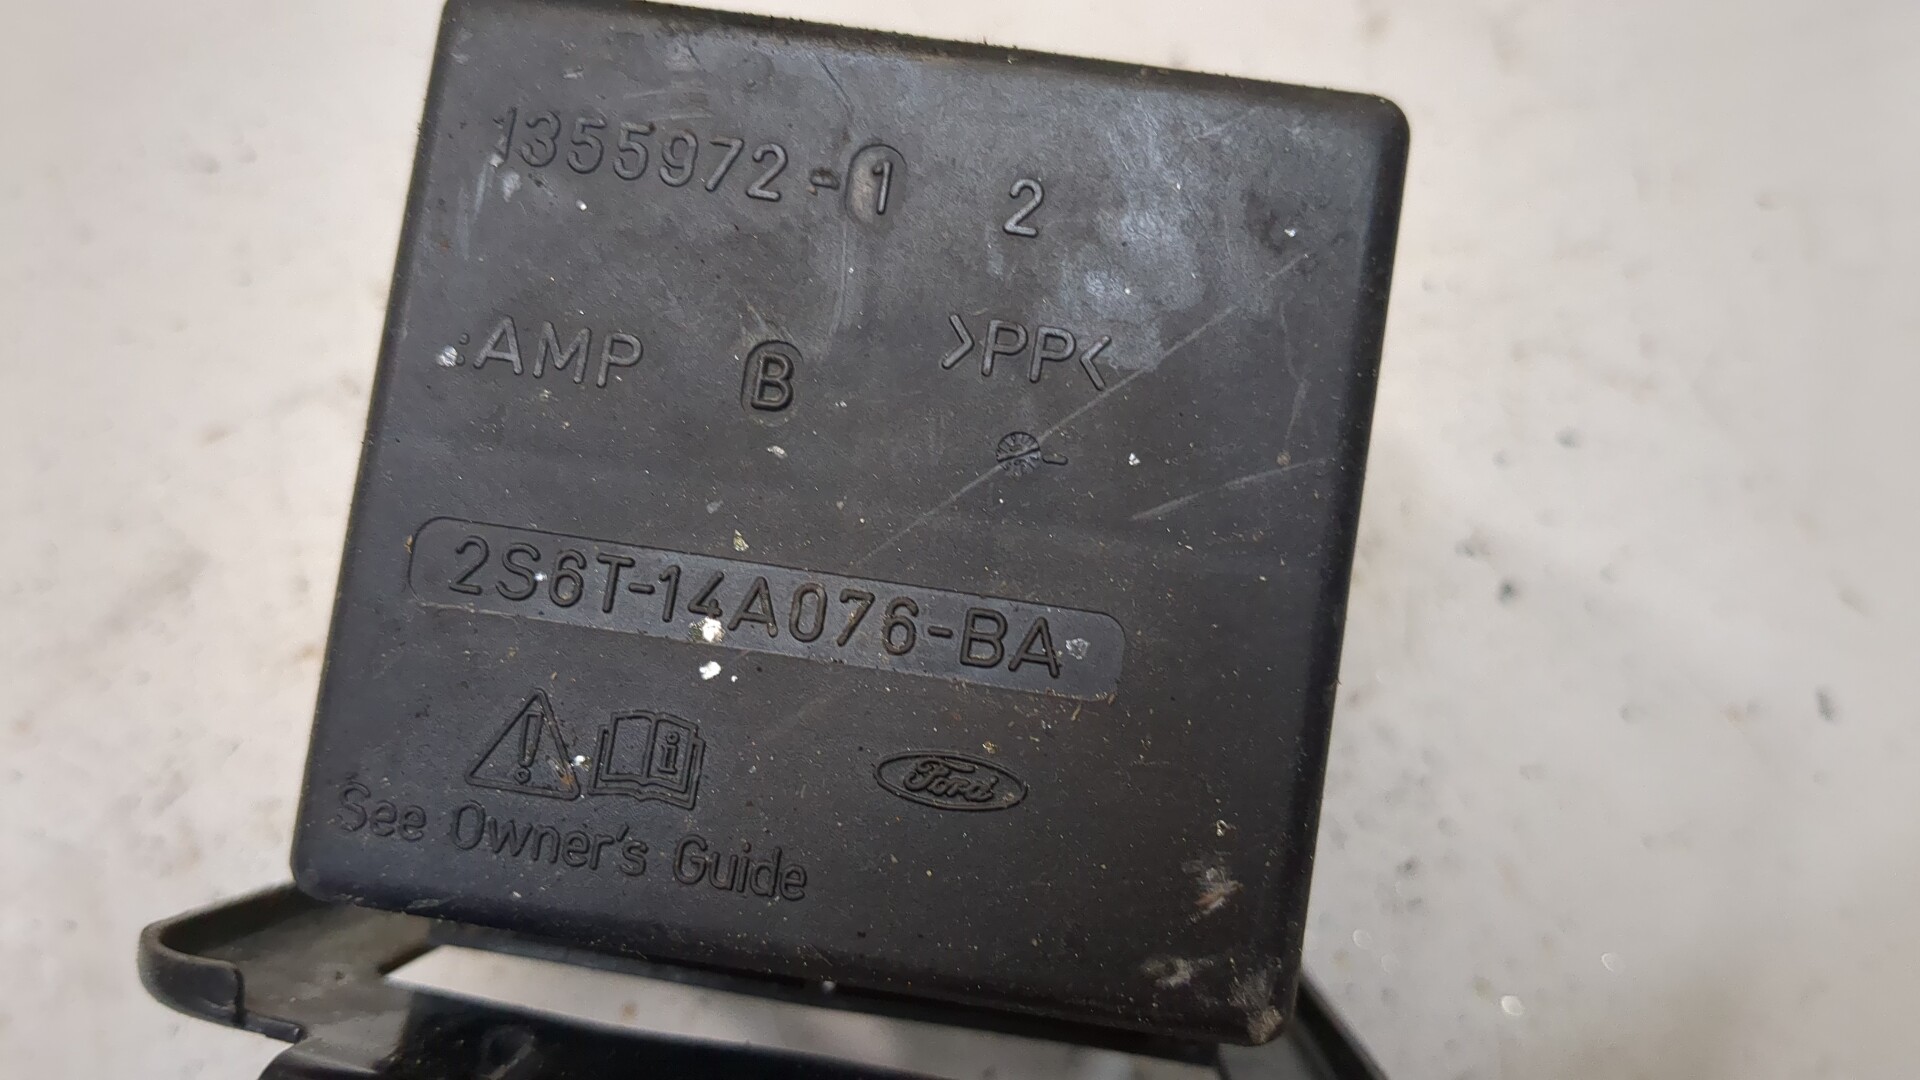 1355972-1 2
AMP B >PP<
2S6T-14A076-BA
Ford
See Owner's Guide